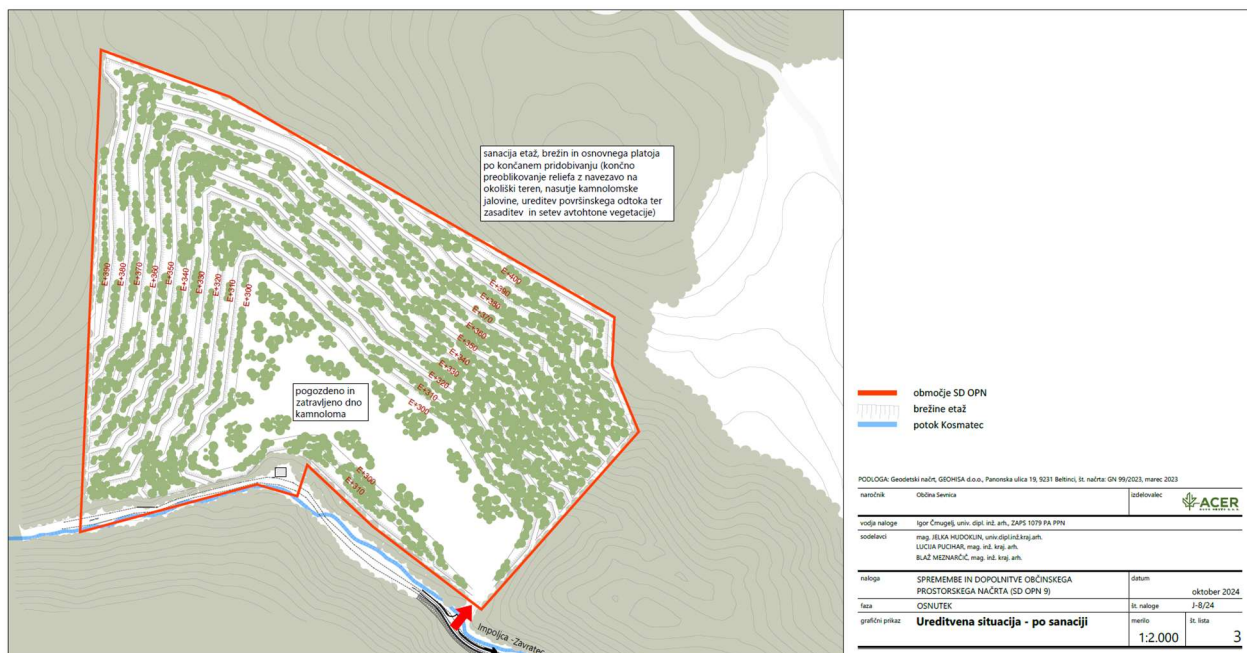 sanacija etaž, brežin in osnovnega platoja
po končanem pridobivanju (končno
preoblikovanje reliefa z navezavo na
okoliški teren, nasutje kamnolomske
jalovine, ureditev površinskega odtoka ter
zasaditev in setev avtohtone vegetacije)
E+390
E+380
E+370
E+360
E+350
E+340
E+330
E+320
E+310
E+300
E+400
E+390
E+380
E+370
E+360
E+350
E+340
E+330
E+320
E+310
E+300
pogozdeno in
zatravljeno dno
kamnoloma
E+300
E+310
Impoljca -Zavratec
območje SD OPN
brežine etaž
potok Kosmatec
PODLOGA: Geodetski načrt, GEOHISA d.o.o., Panonska ulica 19, 9231 Beltinci, št. načrta: GN 99/2023, marec 2023
naročnik Občina Sevnica izdelovalec
ACER
vodja naloge Igor Čmugelj, univ. dipl. inž. arh., ZAPS 1079 PA PPN
sodelavci mag. JELKA HUDOKLIN, univ.dipl.inž.kraj.arh.
LUCIJA PUCIHAR, mag. inž. kraj. arh.
BLAŽ MEZNARČIČ, mag. inž. kraj. arh.
naloga SPREMEMBE IN DOPOLNITVE OBČINSKEGA datum
PROSTORSKEGA NAČRTA (SD OPN 9) oktober 2024
faza OSNUTEK št. naloge J-8/24
grafični prikaz Ureditvena situacija - po sanaciji merilo št. lista
1:2.000 3